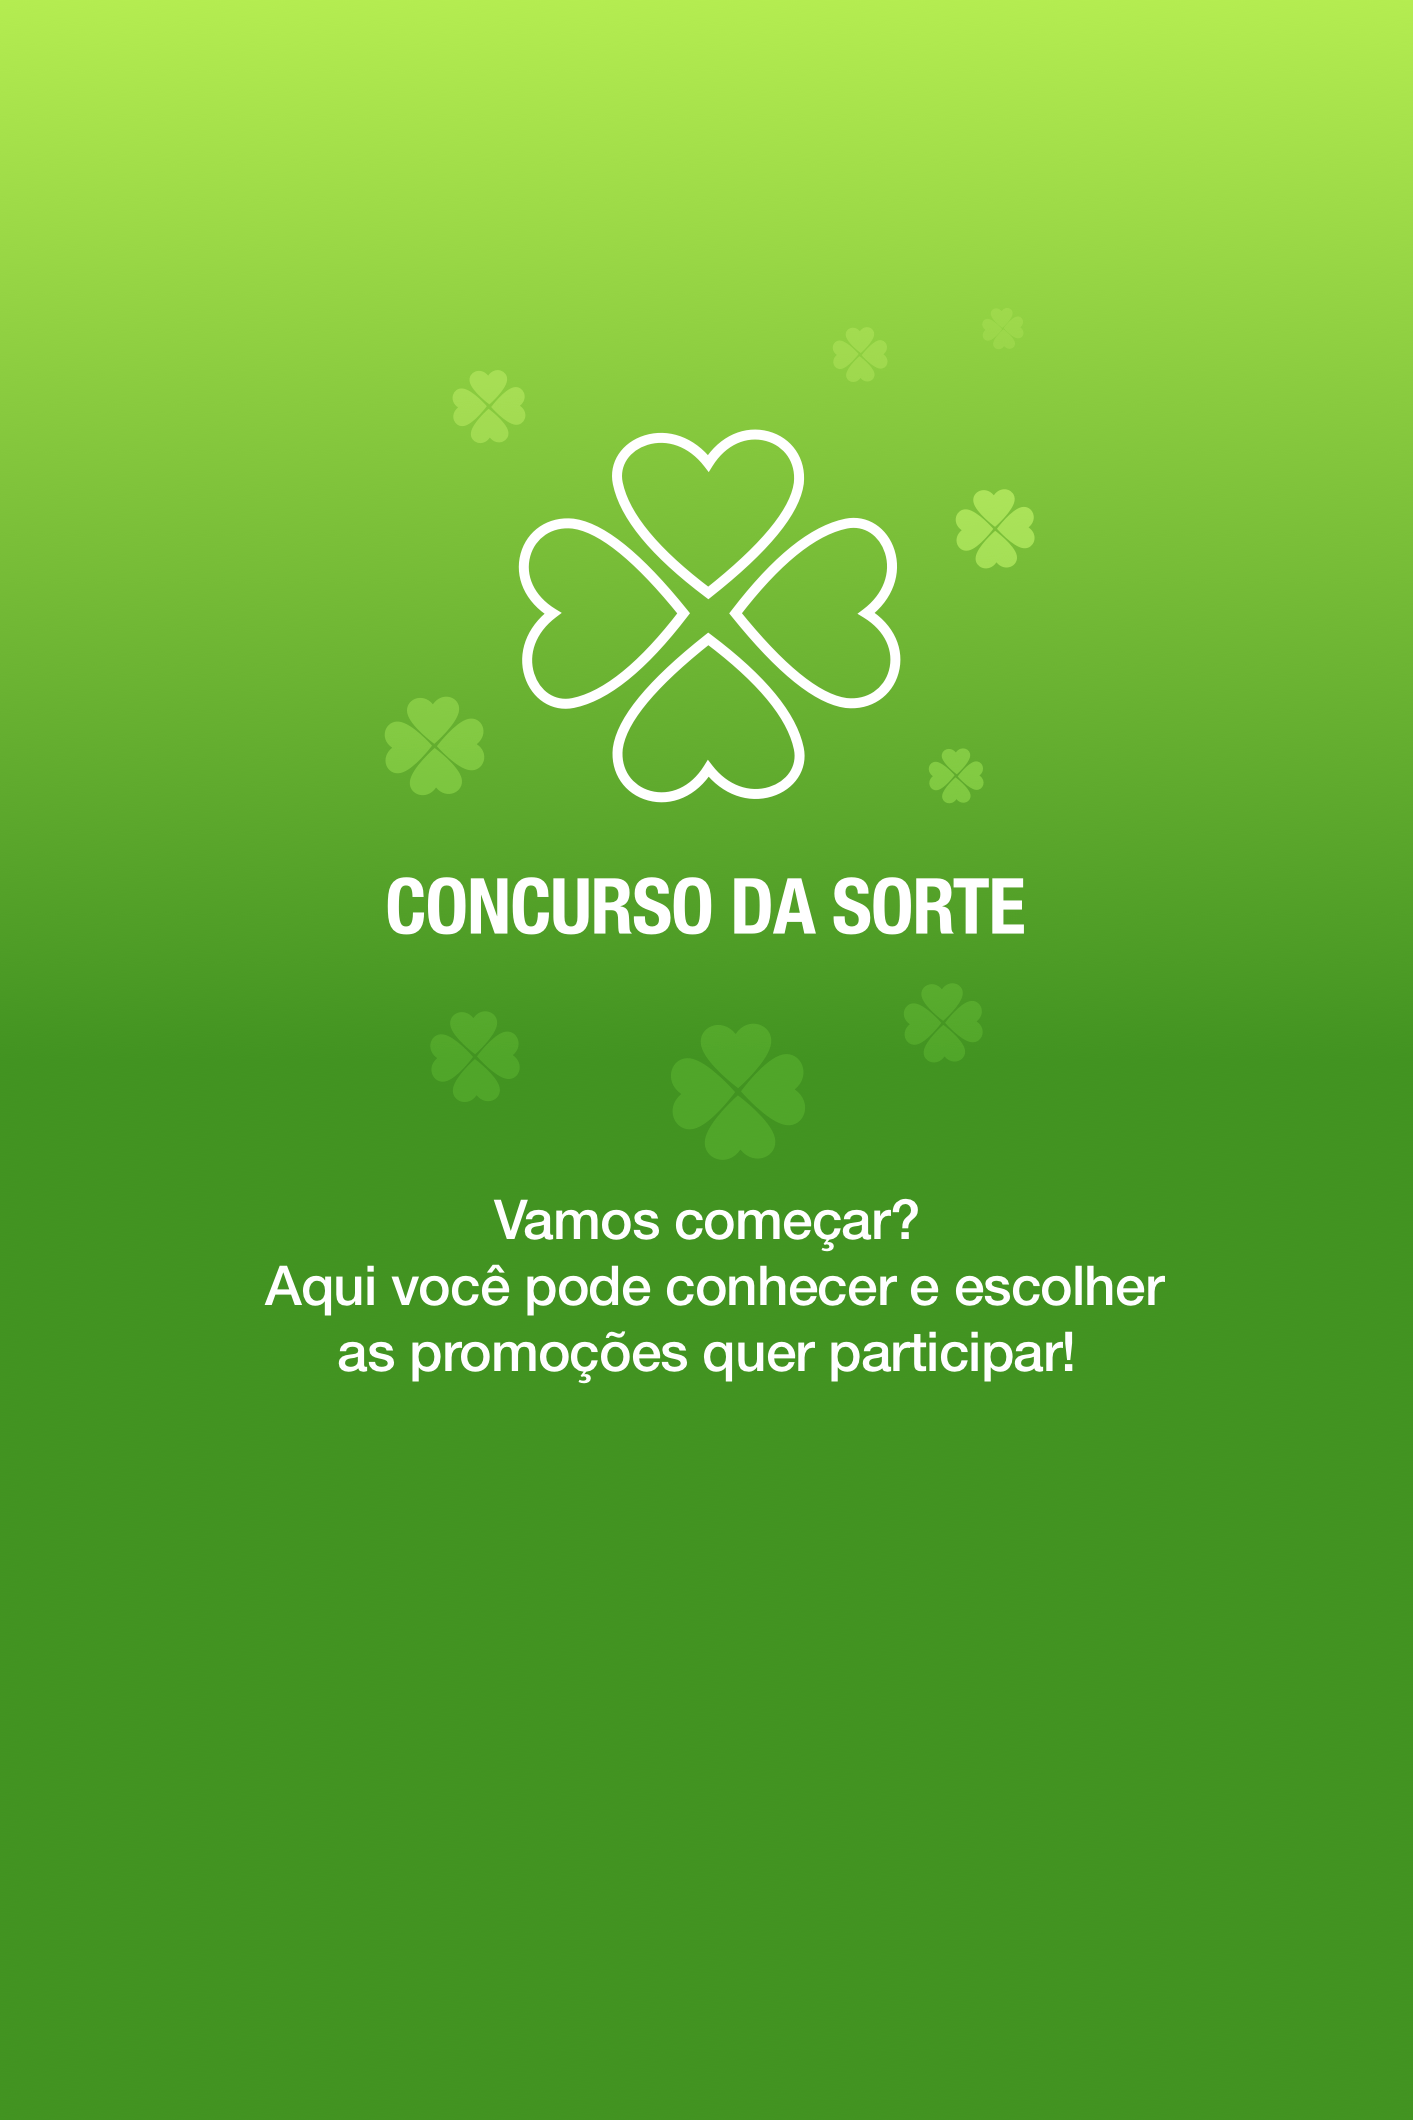 CONCURSO DA SORTE
Vamos começar?
Aqui você pode conhecer e escolher
as promoções quer participar!